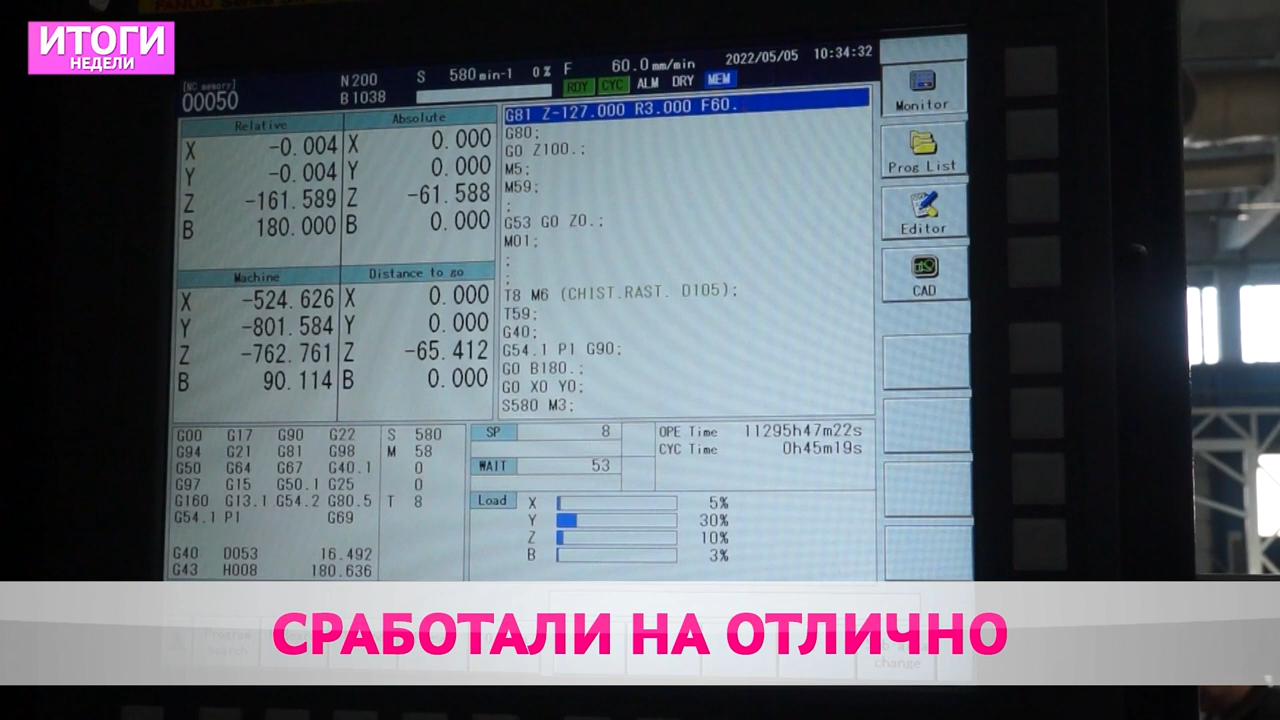 ИТОГИ
НЕДЕЛИ
[NC memory]
O0050
N200
B1038
S 580 min-1 0%
F 60.0 mm/min
2022/05/05 10:34:32
RDY CYC ALM DRY MEM
Relative
X -0.004
Y -0.004
Z -161.589
B 180.000
Absolute
X 0.000
Y 0.000
Z -61.588
B 0.000
Machine
X -524.626
Y -801.584
Z -762.761
B 90.114
Distance to go
X 0.000
Y 0.000
Z -65.412
B 0.000
G81 Z-127.000 R3.000 F60.
G80;
G0 Z100.;
M5;
M59;
;
G53 G0 Z0.;
M01;
;
;
T8 M6 (CHIST.RAST. D105);
T59;
G40;
G54.1 P1 G90;
G0 B180.;
G0 X0 Y0;
S580 M3;
Monitor
Prog List
Editor
CAD
G00 G17 G90 G22
G94 G21 G81 G98
G50 G64 G67 G40.1
G97 G15 G50.1 G25
G160 G13.1 G54.2 G80.5
G54.1 P1 G69
G40 D053 16.492
G43 H008 180.636
S 580
M 58
0
0
T 8
SP 8
WAIT 53
OPE Time 11295h47m22s
CYC Time 0h45m19s
Load X 5%
Y 30%
Z 10%
B 3%
СРАБОТАЛИ НА ОТЛИЧНО
Program
Search
change